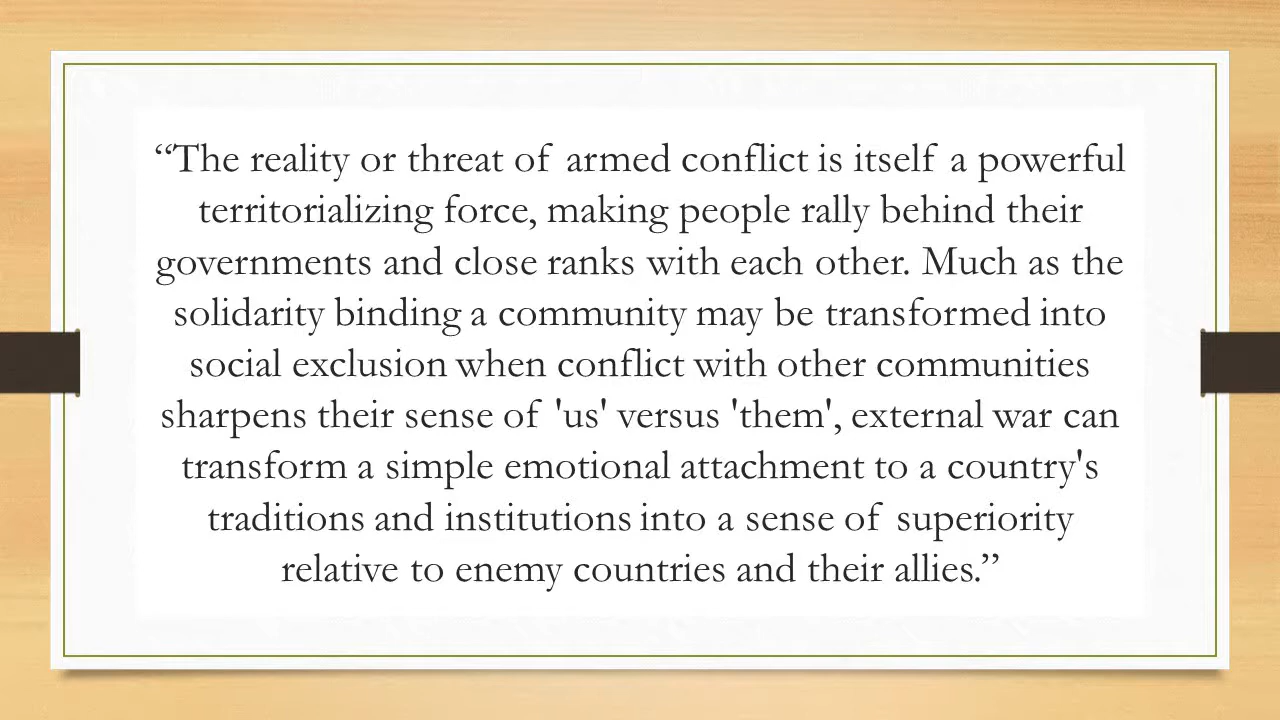 “The reality or threat of armed conflict is itself a powerful
territorializing force, making people rally behind their
governments and close ranks with each other. Much as the
solidarity binding a community may be transformed into
social exclusion when conflict with other communities
sharpens their sense of 'us' versus 'them', external war can
transform a simple emotional attachment to a country's
traditions and institutions into a sense of superiority
relative to enemy countries and their allies.”